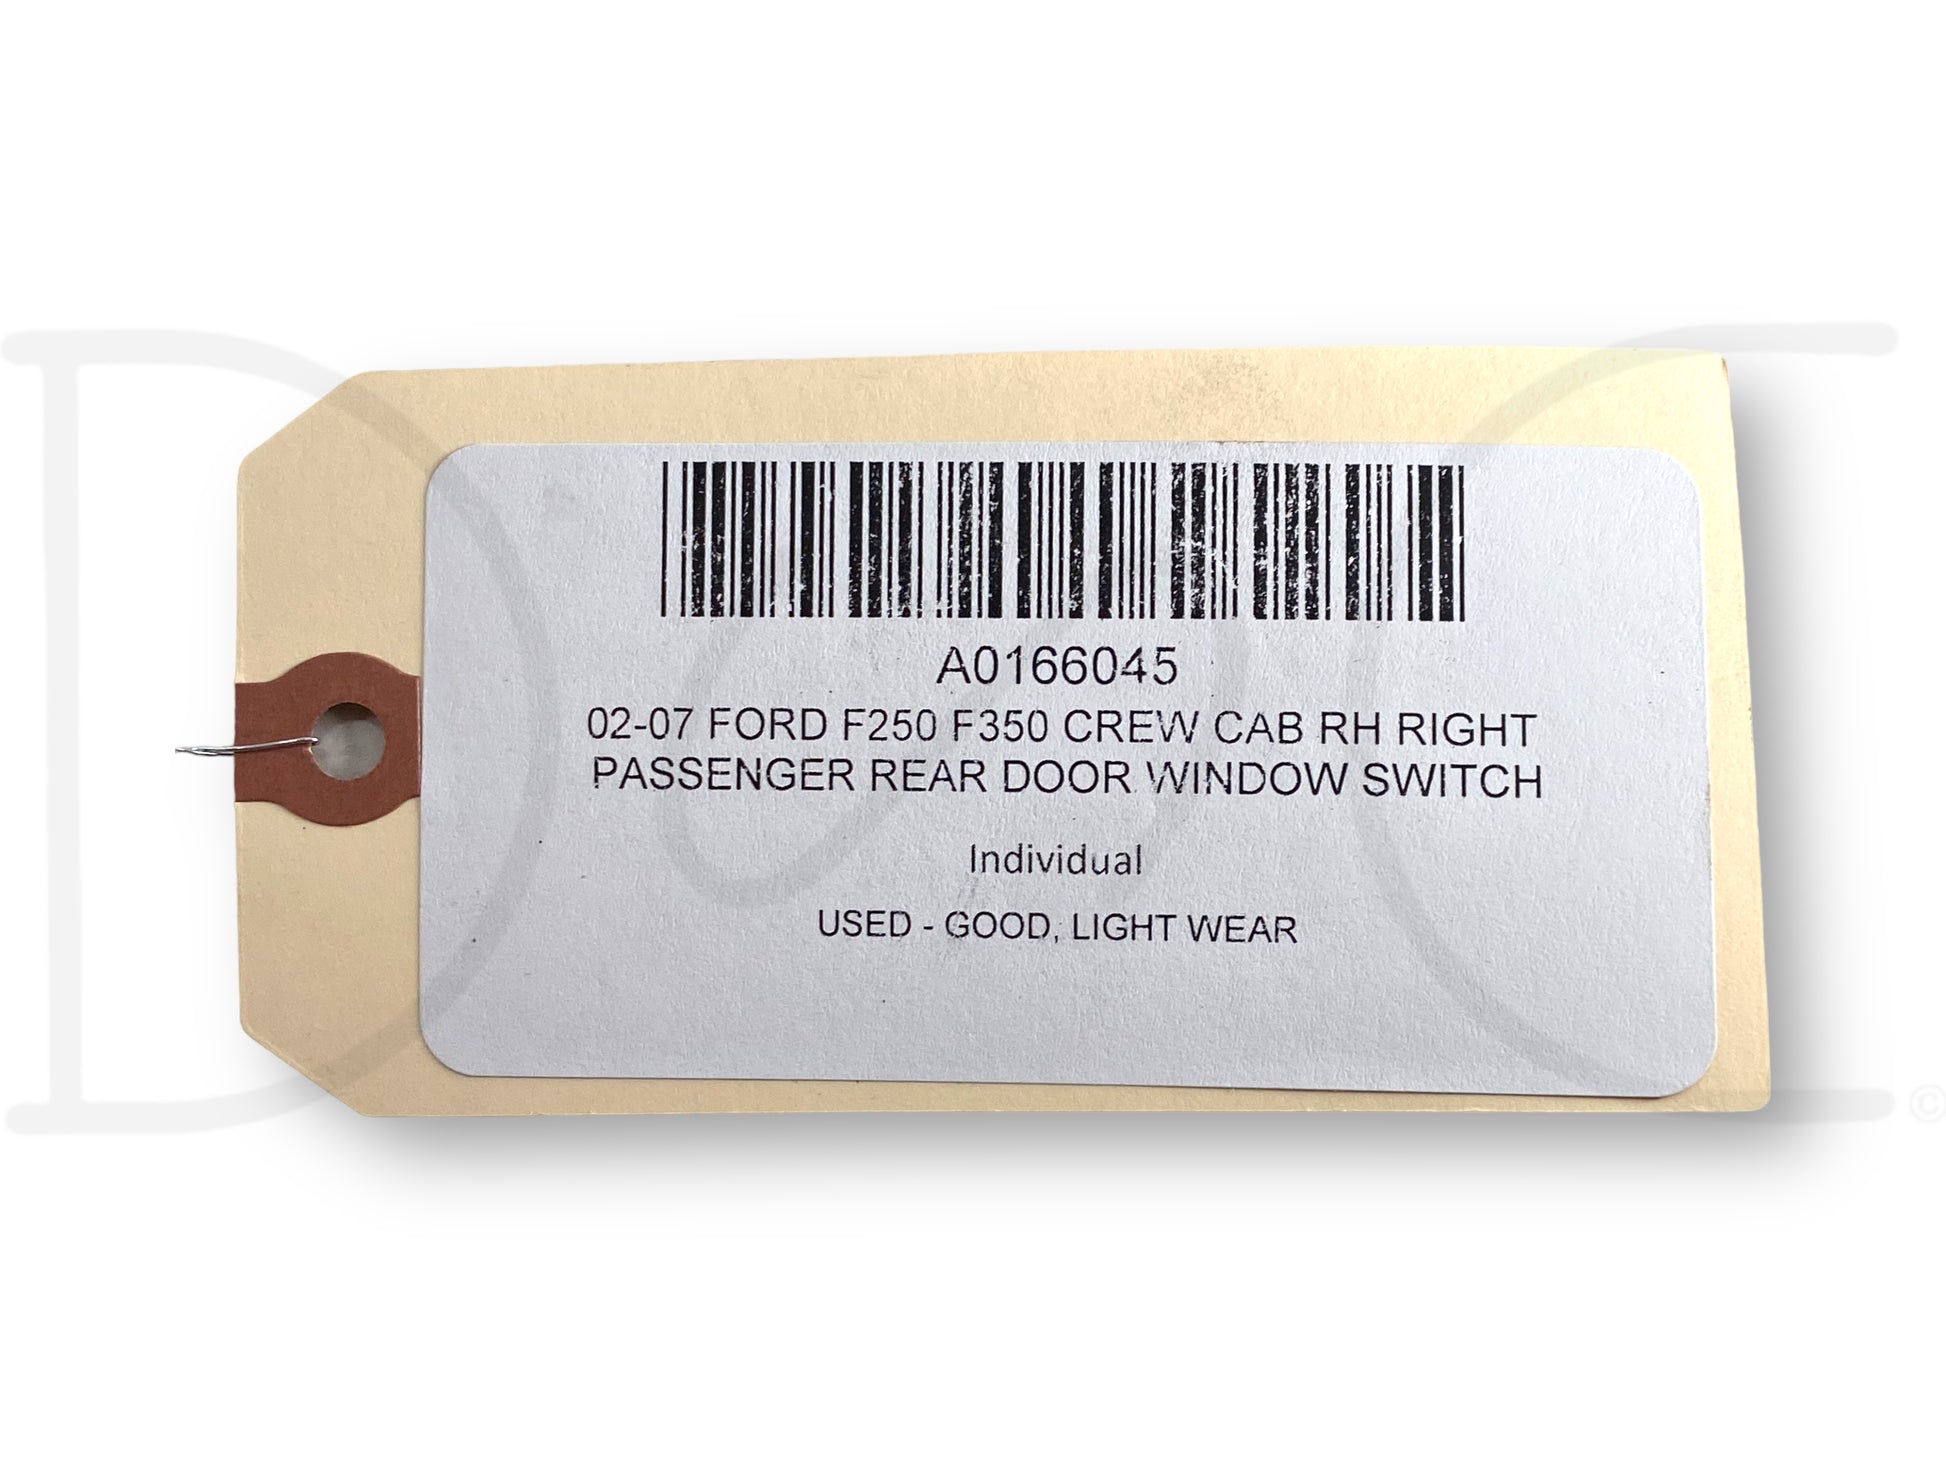 A0166045
02-07 FORD F250 F350 CREW CAB RH RIGHT
PASSENGER REAR DOOR WINDOW SWITCH
Individual
USED - GOOD, LIGHT WEAR
©